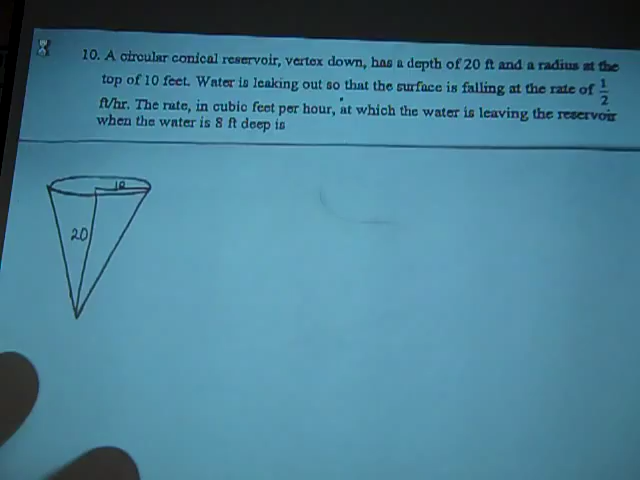 10. A circular conical reservoir, vertex down, has a depth of 20 ft and a radius at the
top of 10 feet. Water is leaking out so that the surface is falling at the rate of 1/2
ft/hr. The rate, in cubic feet per hour, at which the water is leaving the reservoir
when the water is 8 ft deep is
10
20